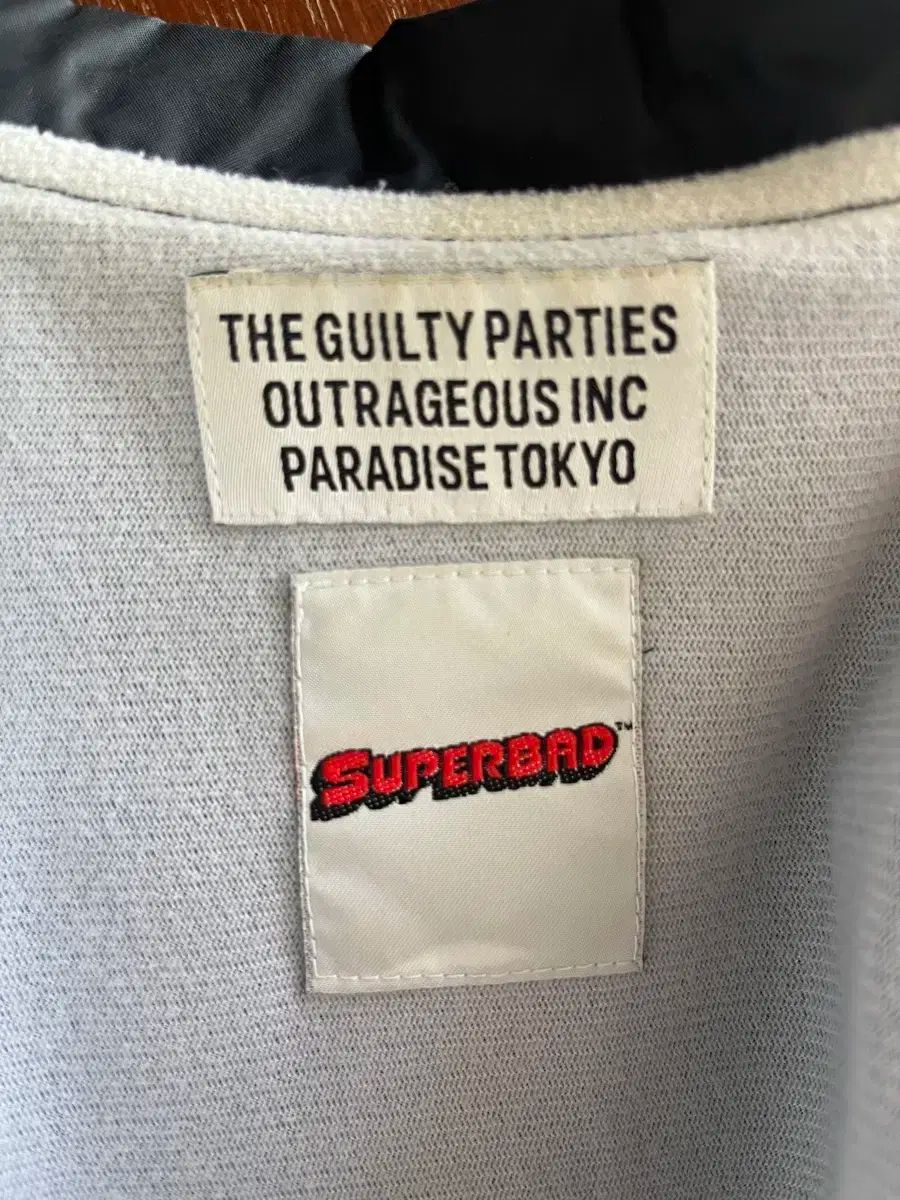 THE GUILTY PARTIES
OUTRAGEOUS INC
PARADISE TOKYO
SUPERBAD™